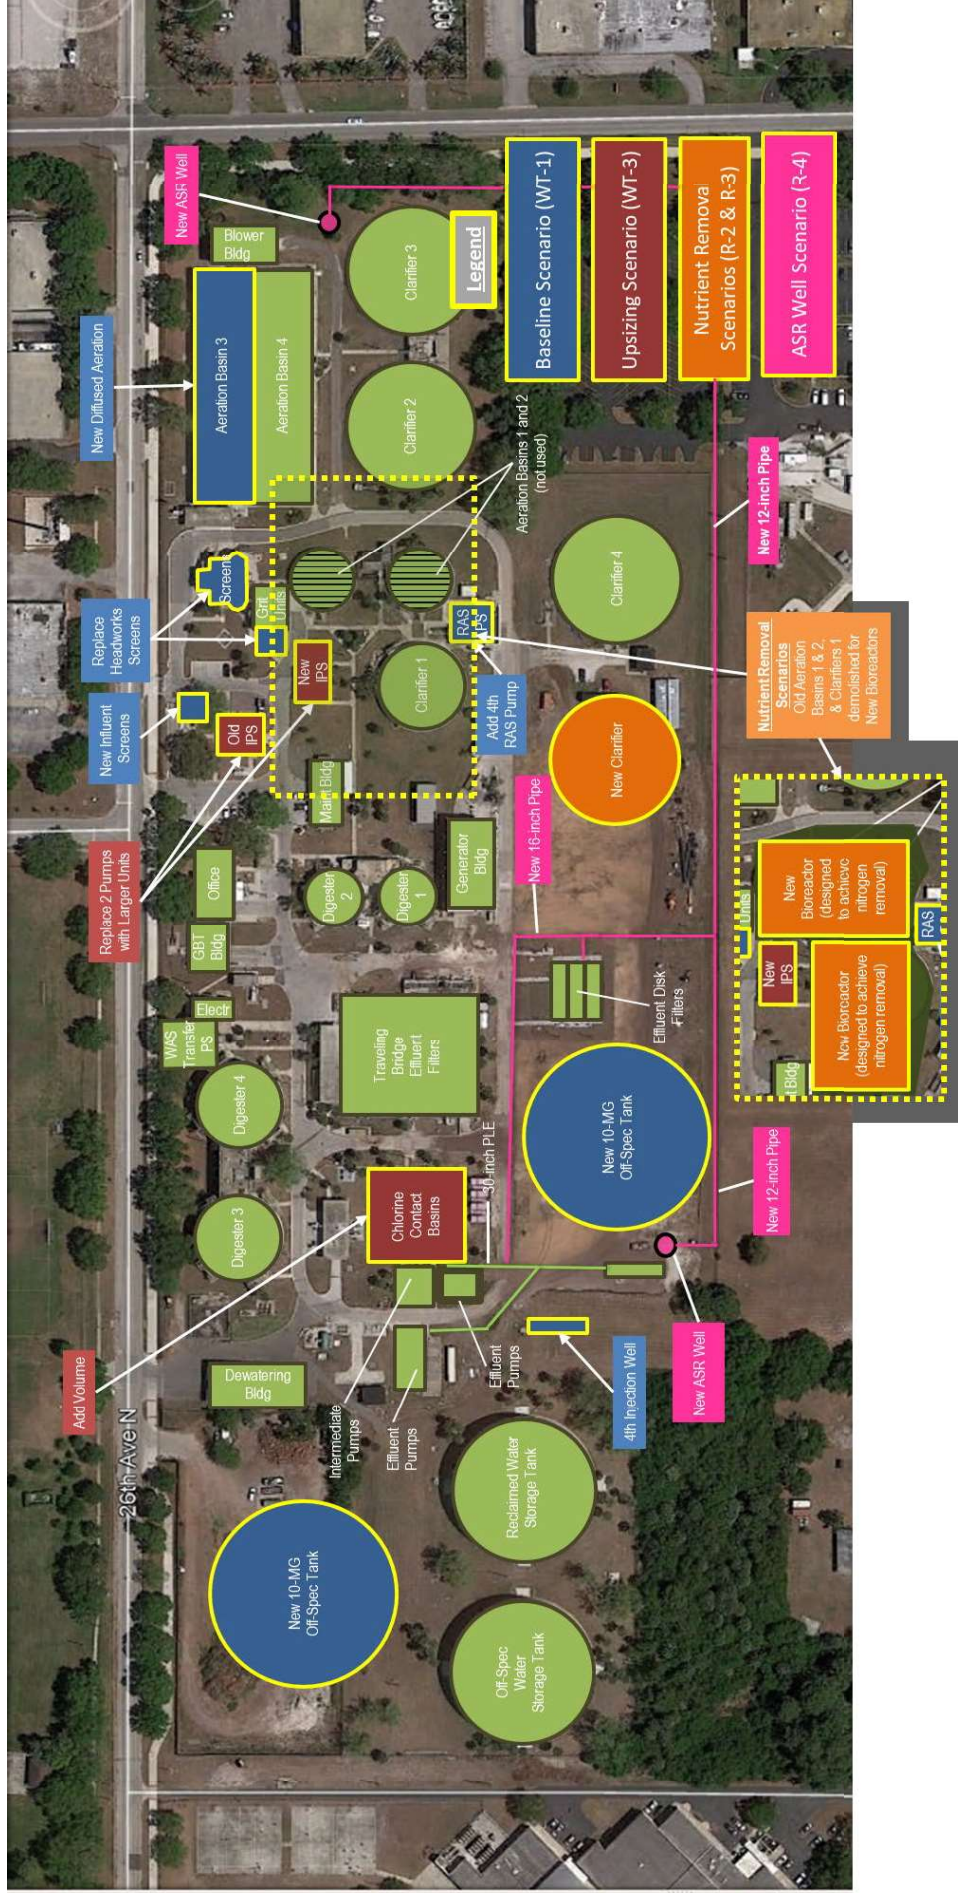 26th Ave N
Add Volume
Replace 2 Pumps
with Larger Units
New Influent
Screens
Replace
Headworks
Screens
New Diffused Aeration
New ASR Well
Dewatering
Bldg
Digester 3
Digester 4
WAS
Transfer
PS
Electr
GBT
Bldg
Office
Old
IPS
Screens
Grit
Units
Aeration Basin 3
Aeration Basin 4
Blower
Bldg
New 10-MG
Off-Spec Tank
Intermediate
Pumps
Effluent
Pumps
Effluent
Pumps
Chlorine
Contact
Basins
30-inch PLE
Traveling
Bridge
Effluent
Filters
Digester
2
Digester
1
Maint Bldg
Generator
Bldg
New
IPS
Clarifier 1
RAS
PS
Add 4th
RAS Pump
Aeration Basins 1 and 2
(not used)
Clarifier 2
Clarifier 3
Off-Spec
Water
Storage Tank
Reclaimed Water
Storage Tank
4th Injection Well
New ASR Well
New 10-MG
Off-Spec Tank
Effluent Disk
Filters
New 16-inch Pipe
New Clarifier
Clarifier 4
New 12-inch Pipe
New 12-inch Pipe
Legend
Baseline Scenario (WT-1)
Upsizing Scenario (WT-3)
Nutrient Removal
Scenarios (R-2 & R-3)
ASR Well Scenario (R-4)
Nutrient Removal
Scenarios
Old Aeration
Basins 1 & 2,
& Clarifiers 1
demolished for
New Bioreactors
t Bldg
New
IPS
Units
New
Bioreactor
(designed
to achieve
nitrogen
removal)
New Bioreactor
(designed to achieve
nitrogen removal)
RAS